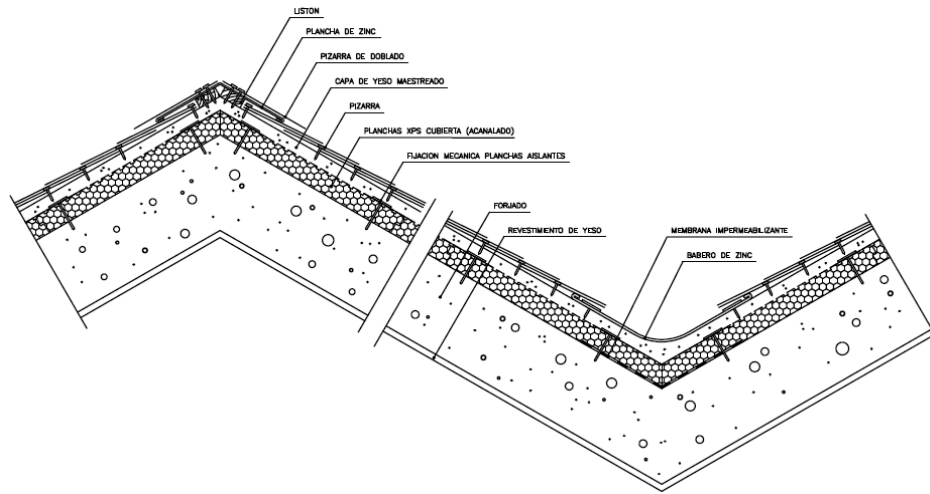 LISTON
PLANCHA DE ZINC
PIZARRA DE DOBLADO
CAPA DE YESO MAESTREADO
PIZARRA
PLANCHAS XPS CUBIERTA (ACANALADO)
FIJACION MECANICA PLANCHAS AISLANTES
FORJADO
REVESTIMIENTO DE YESO
MEMBRANA IMPERMEABILIZANTE
BABERO DE ZINC